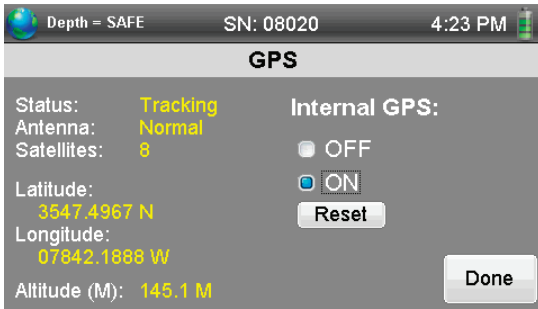 Depth = SAFE SN: 08020 4:23 PM
GPS
Status: Tracking
Antenna: Normal
Satellites: 8
Latitude:
3547.4967 N
Longitude:
07842.1888 W
Altitude (M): 145.1 M
Internal GPS:
OFF
ON
Reset
Done